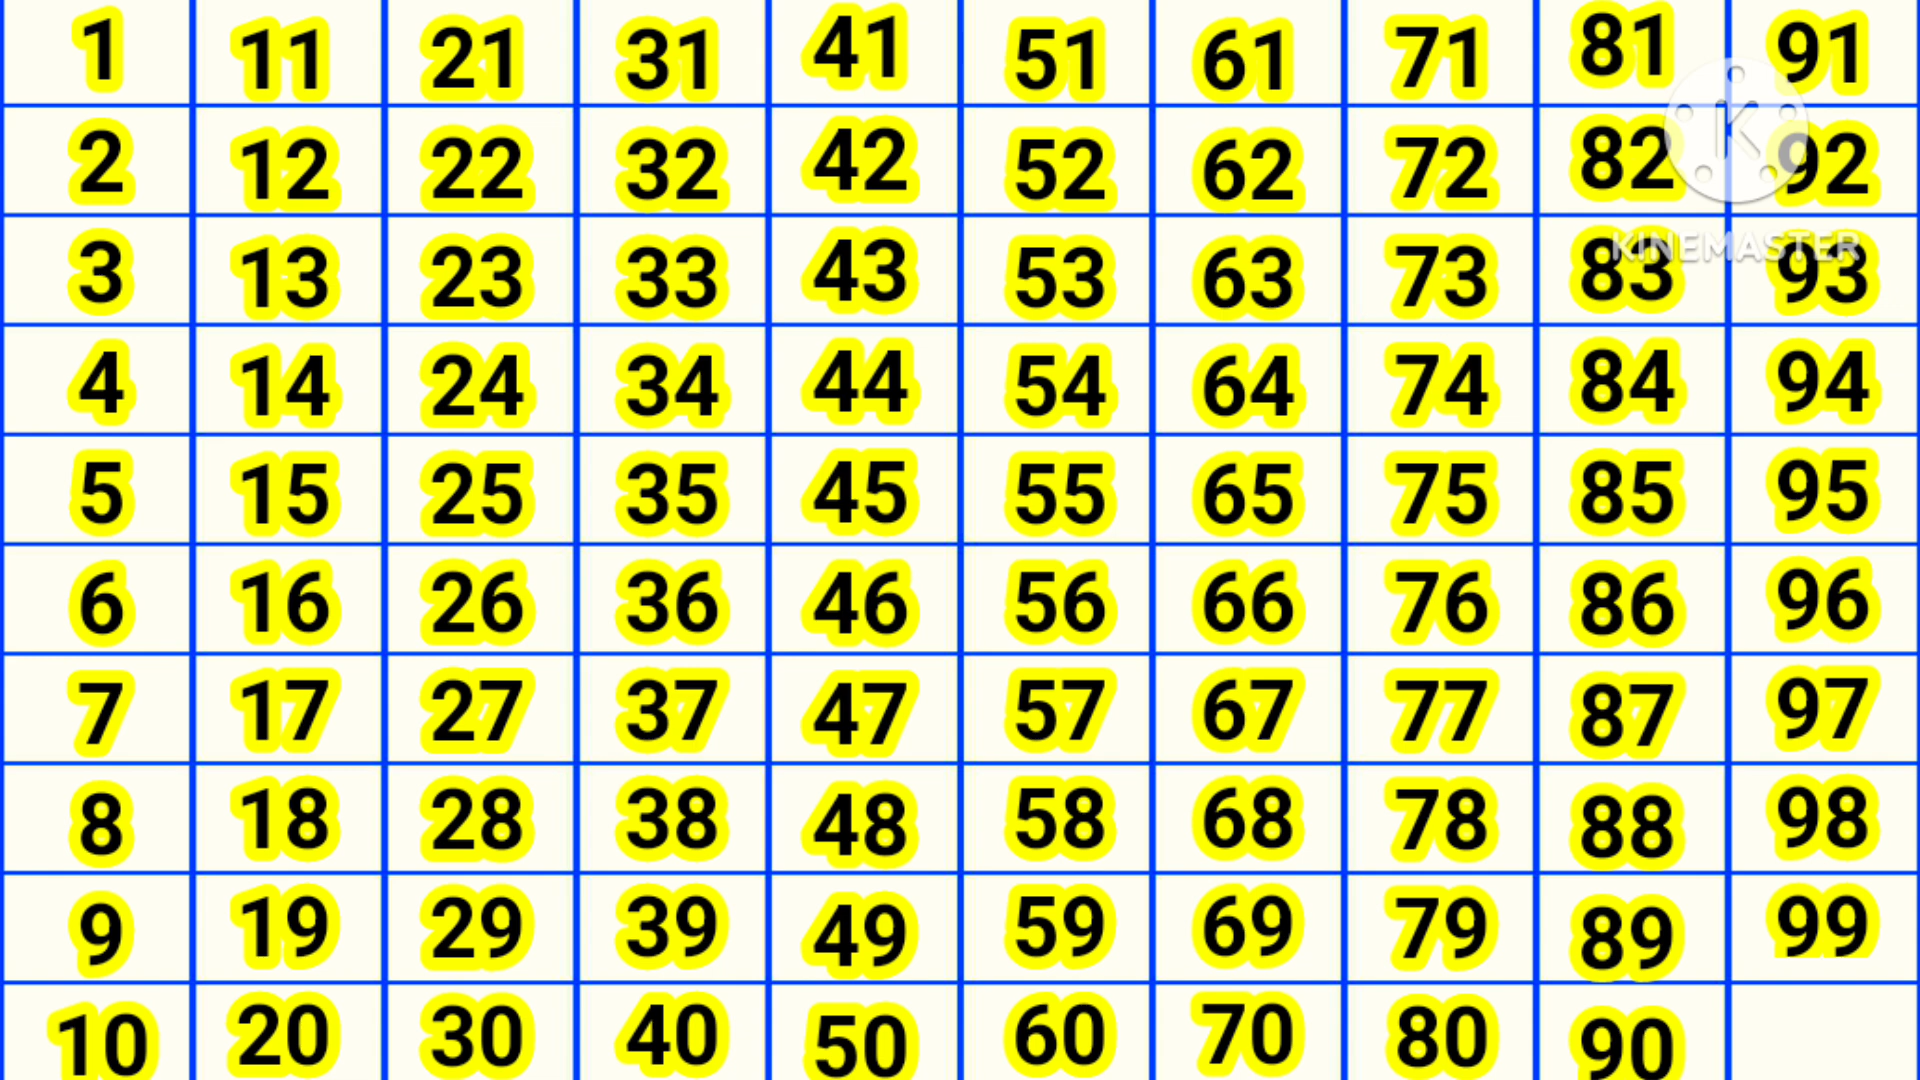 1 11 21 31 41 51 61 71 81 91
2 12 22 32 42 52 62 72 82 92
3 13 23 33 43 53 63 73 83 93
4 14 24 34 44 54 64 74 84 94
5 15 25 35 45 55 65 75 85 95
6 16 26 36 46 56 66 76 86 96
7 17 27 37 47 57 67 77 87 97
8 18 28 38 48 58 68 78 88 98
9 19 29 39 49 59 69 79 89 99
10 20 30 40 50 60 70 80 90
K
KINEMASTER